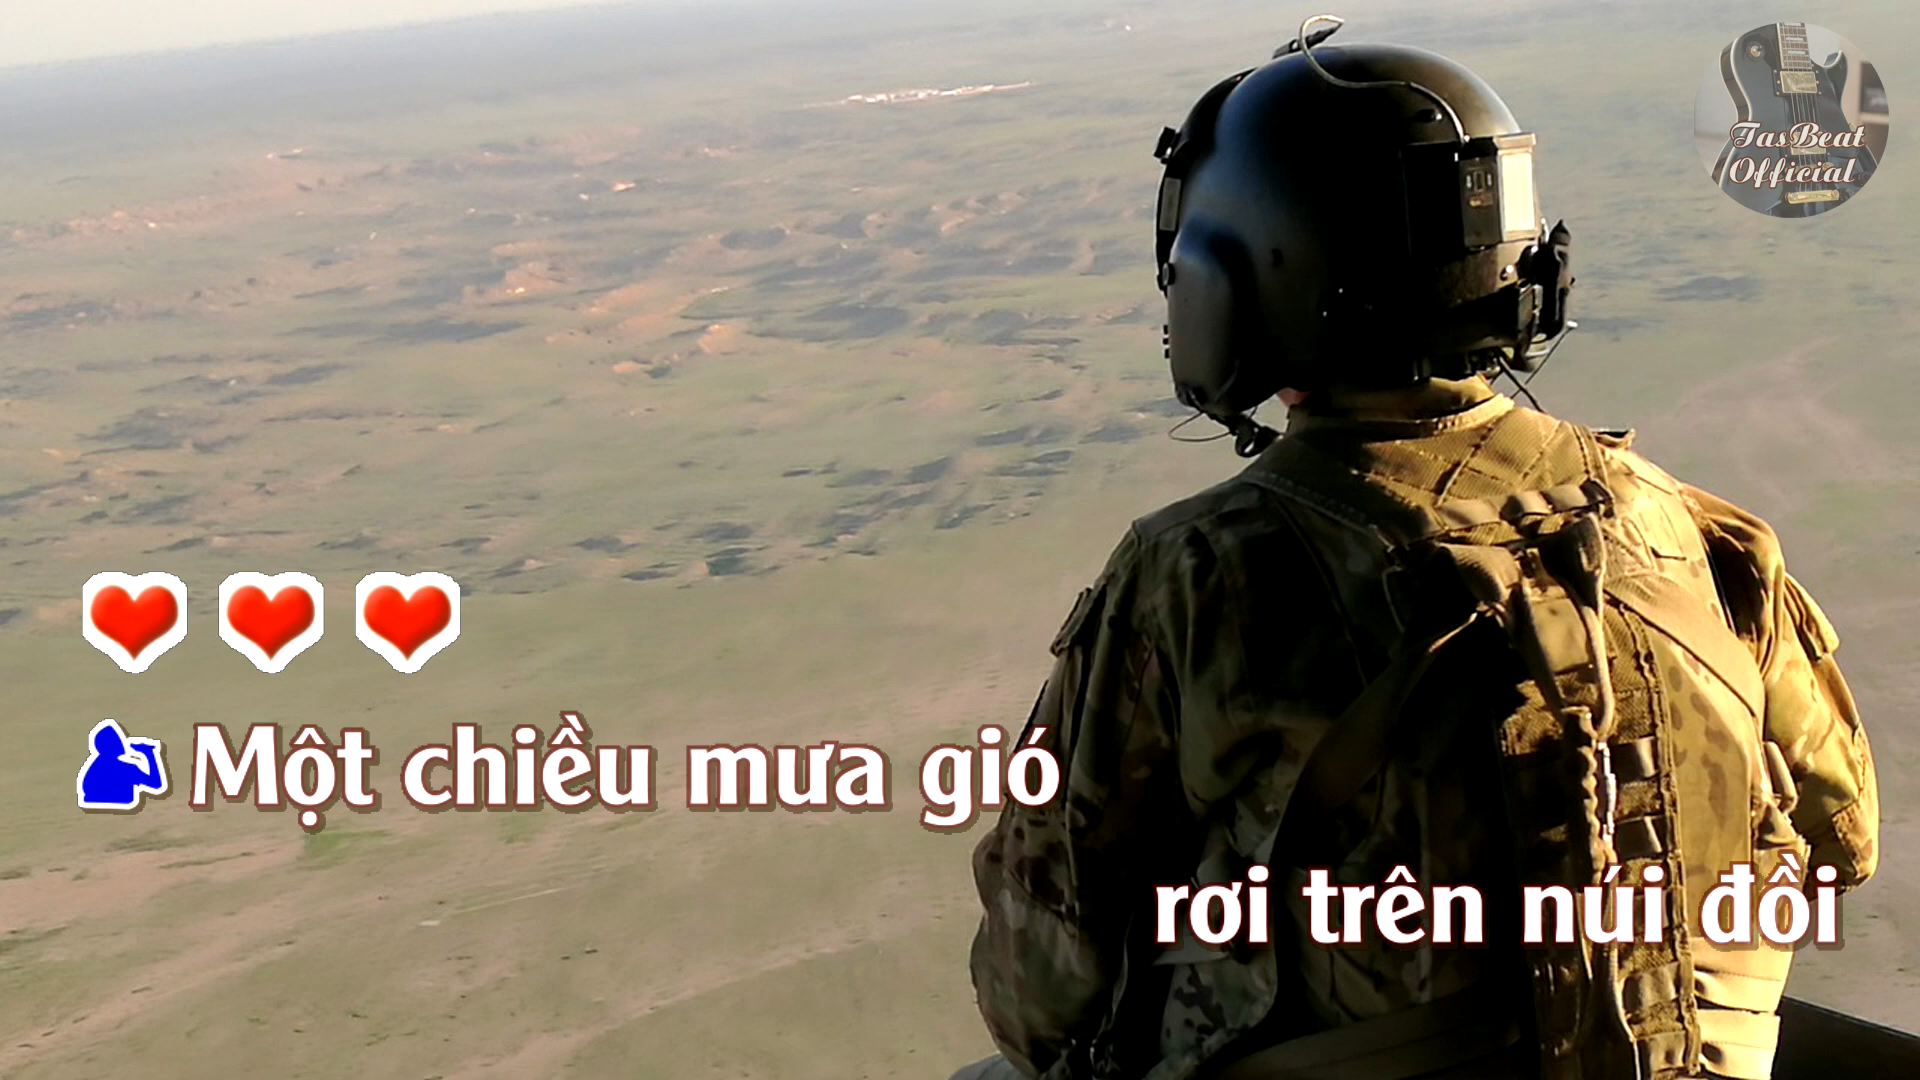 TasBeat
Official
Một chiều mưa gió
rơi trên núi đồi